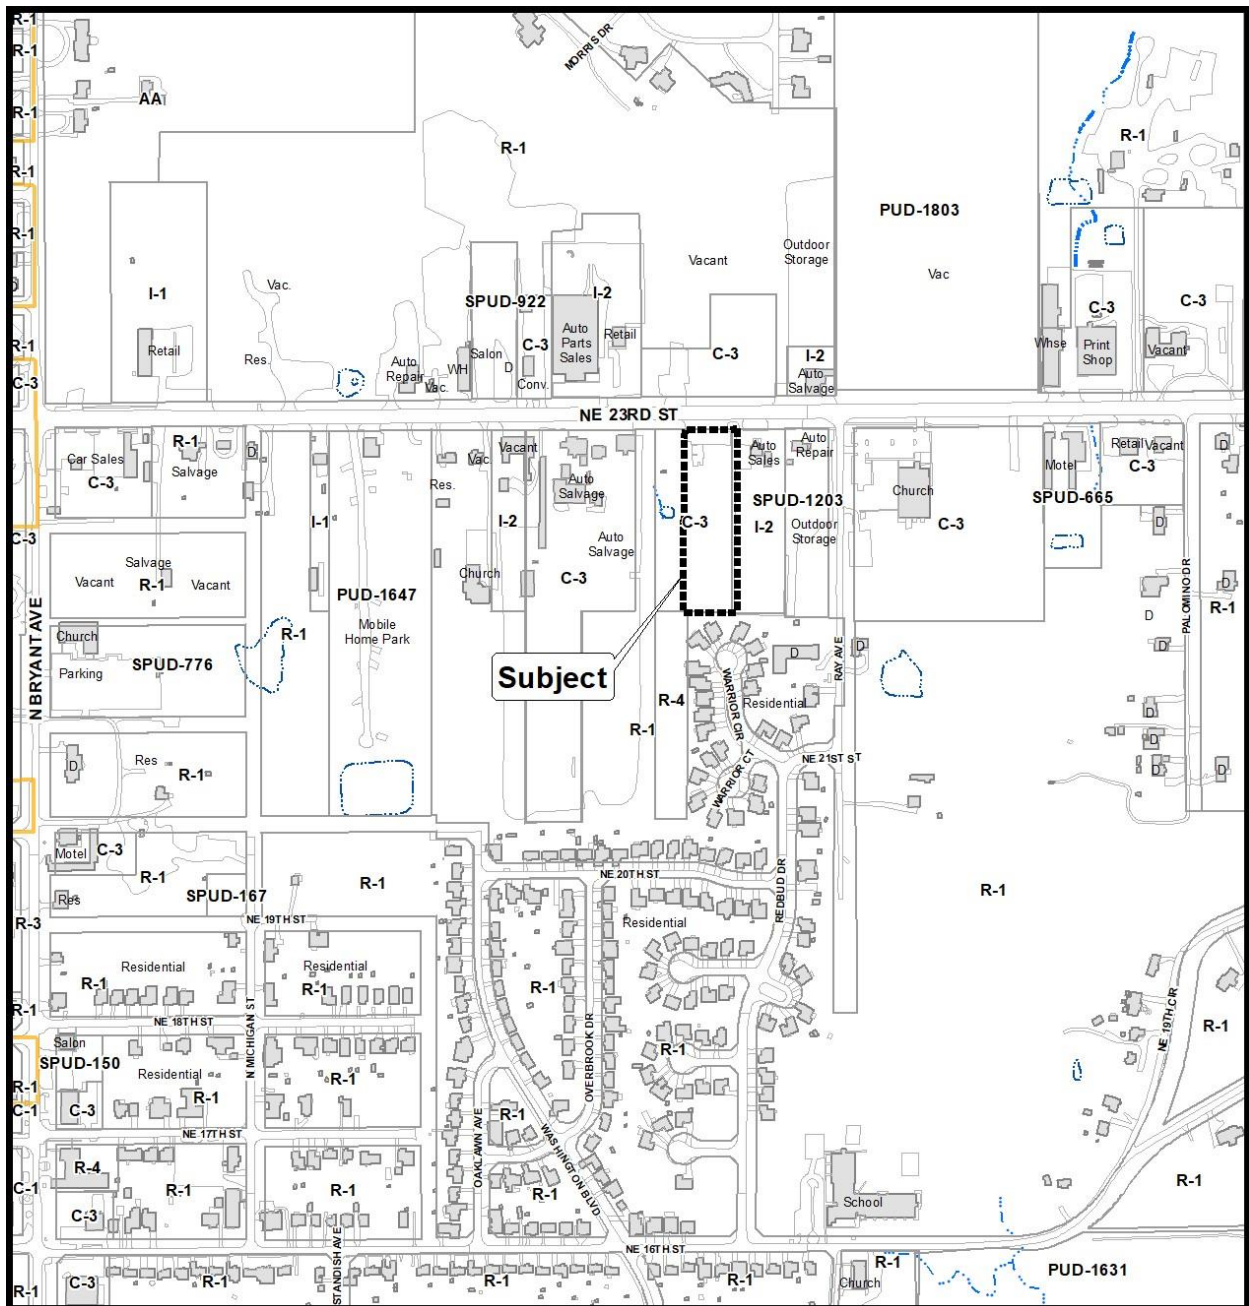 R-1
R-1
MORRIS DR
AA
R-1
R-1
R-1
R-1
PUD-1803
R-1
Vacant
Outdoor
Storage
Vac
Vac.
I-1
SPUD-922
I-2
C-3
C-3
Retail
Res.
Auto
Repair
Vac.
WH
Salon
D
C-3
Conv.
Auto
Parts
Sales
Retail
C-3
I-2
Auto
Salvage
Whse
Print
Shop
Vacant
R-1
C-3
NE 23RD ST
Car Sales
C-3
R-1
Salvage
D
Vac.
Vacant
Auto
Salvage
Auto
Sales
Auto
Repair
Church
Motel
Retail
Vacant
C-3
D
Res.
I-1
I-2
C-3
SPUD-1203
I-2
Outdoor
Storage
C-3
SPUD-665
D
C-3
Auto
Salvage
Salvage
Vacant
R-1
Vacant
Church
C-3
PUD-1647
Mobile
Home Park
D
R-1
D
PALOMINO DR
N BRYANT AVE
Church
SPUD-776
Parking
R-1
Subject
R-4
R-1
WARRIOR CIR
D
Residential
RAY AVE
D
D
D
D
D
D
Res
R-1
D
WARRIOR CT
NE 21ST ST
Motel
C-3
R-1
SPUD-167
R-1
Res
NE 20TH ST
REDBUD DR
R-1
R-3
NE 19TH ST
Residential
Residential
R-1
Residential
R-1
R-1
R-1
NE 18TH ST
N MICHIGAN ST
OVERBROOK DR
R-1
NE 19TH CIR
R-1
Salon
SPUD-150
Residential
R-1
R-1
R-1
C-1
C-3
R-1
NE 17TH ST
OAKLAWN AVE
WASHINGTON BLVD
R-4
C-1
R-1
R-1
R-1
C-3
School
R-1
STANDISH AVE
NE 16TH ST
R-1
C-3
R-1
R-1
R-1
Church
R-1
PUD-1631